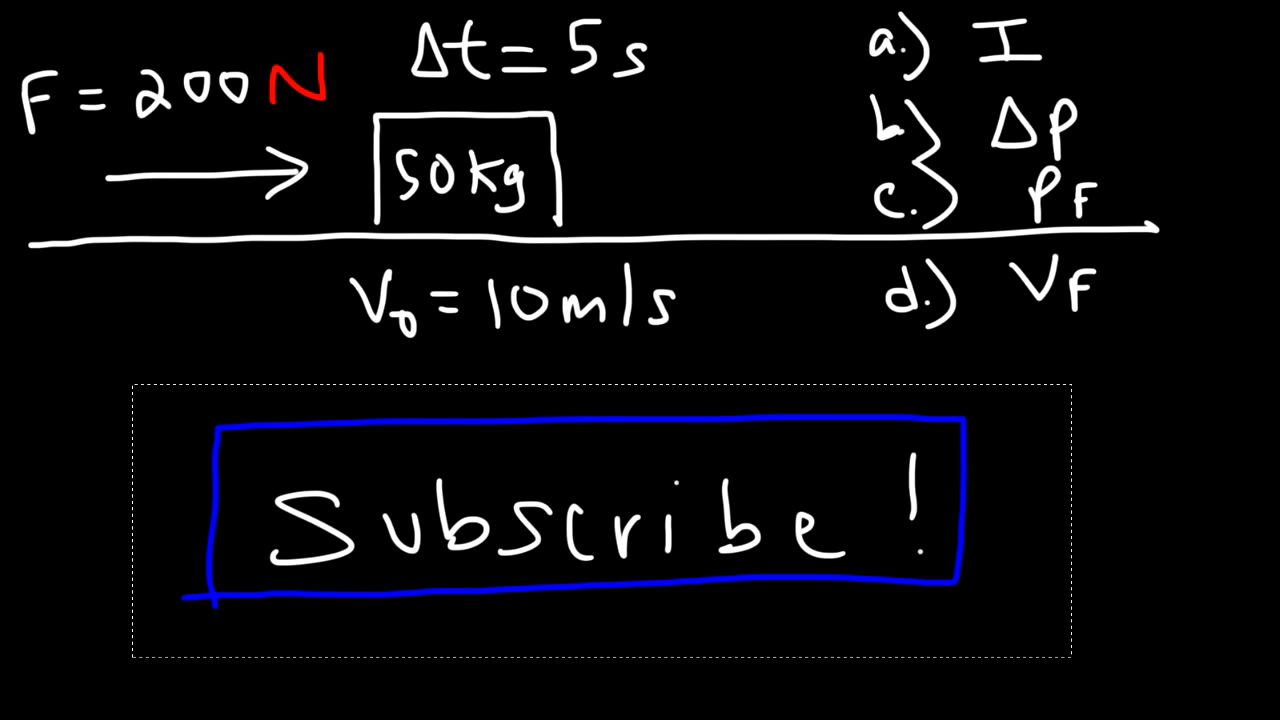 F = 200 N
Δt = 5 s
50 kg
V₀ = 10 m/s
a.) I
b.) Δp
c.) pF
d.) VF
Subscribe!